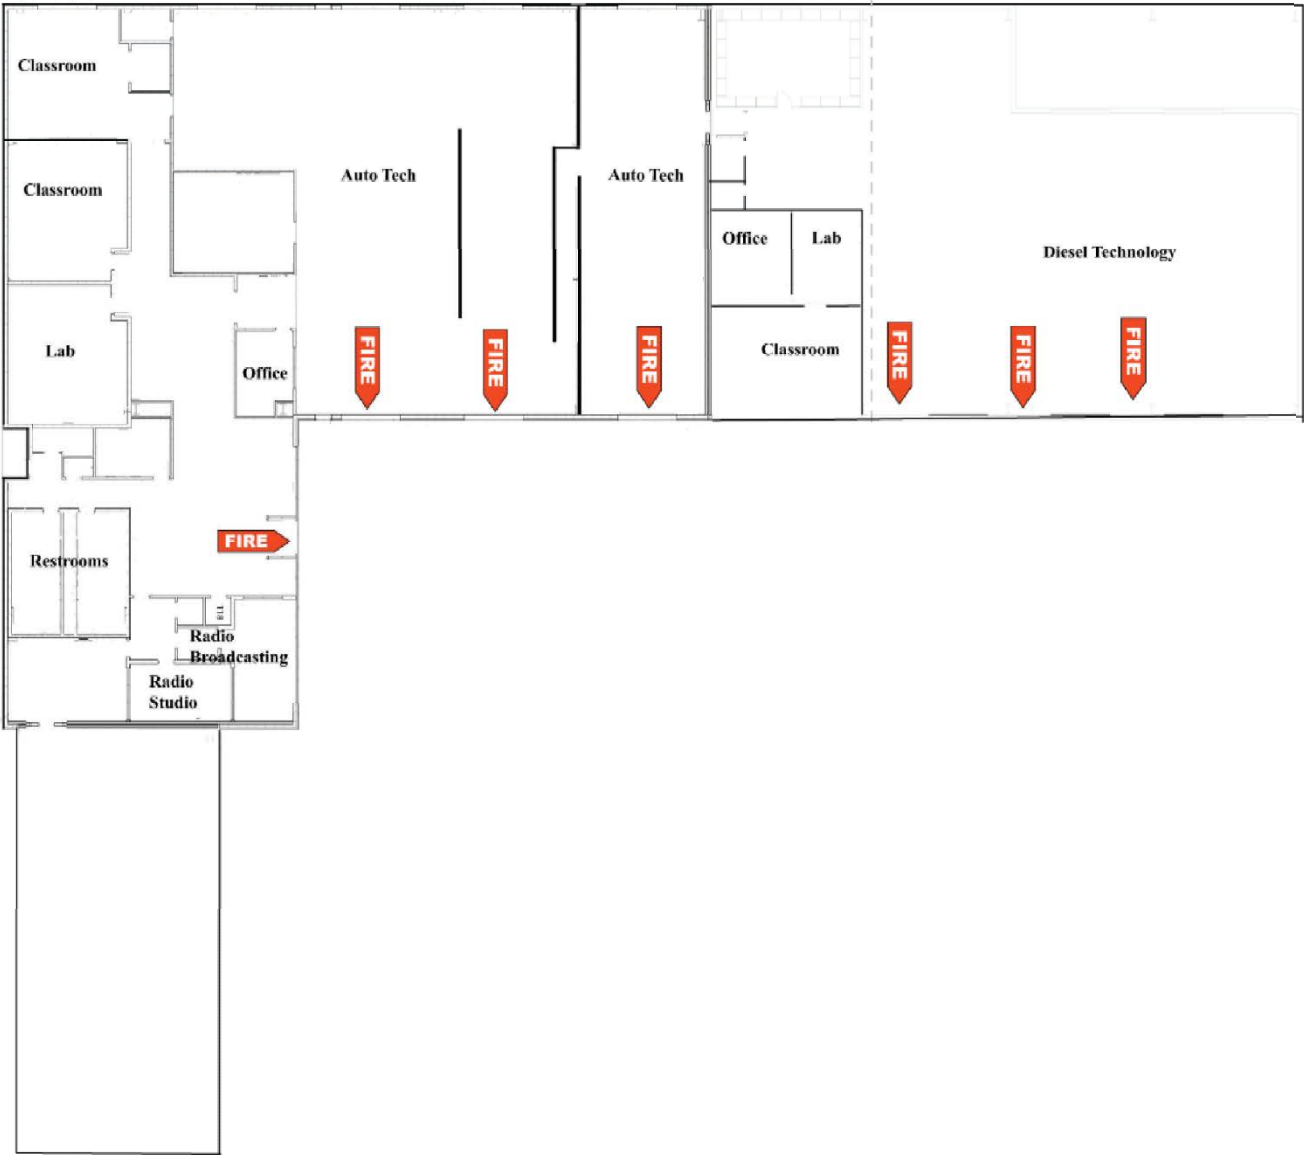 Classroom
Classroom
Auto Tech
Auto Tech
Office
Lab
Diesel Technology
Lab
Office
Classroom
FIRE
FIRE
FIRE
FIRE
FIRE
FIRE
FIRE
Restrooms
Radio
Broadcasting
Radio
Studio